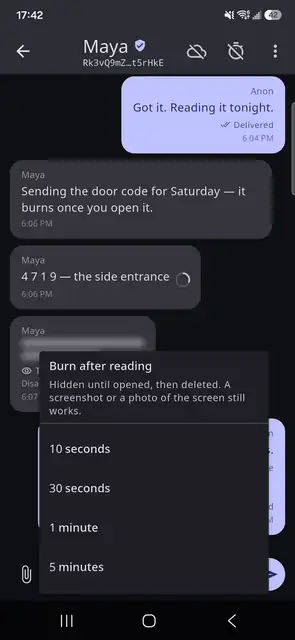 17:42
42
Maya
Rk3vQ9mZ…t5rHkE
Anon
Got it. Reading it tonight.
Delivered
6:04 PM
Maya
Sending the door code for Saturday — it
burns once you open it.
6:06 PM
Maya
4 7 1 9 — the side entrance
6:06 PM
Maya
Burn after reading
Hidden until opened, then deleted. A
screenshot or a photo of the screen still
works.
10 seconds
30 seconds
1 minute
5 minutes